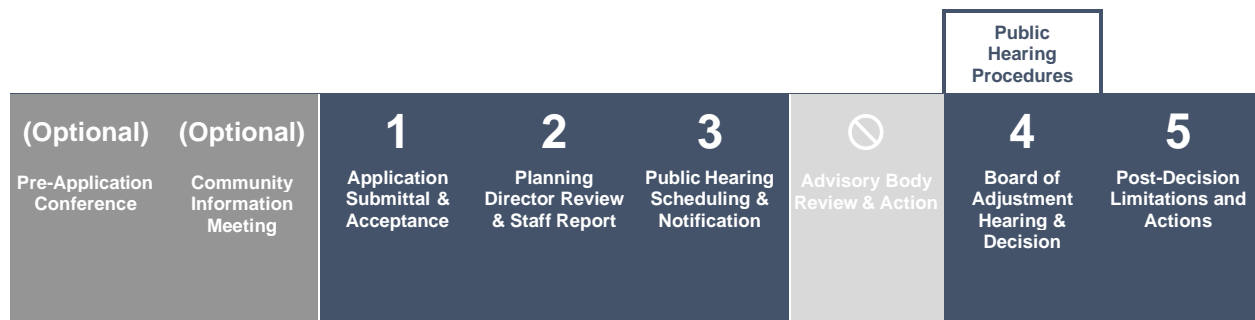 Public
Hearing
Procedures
(Optional)
Pre-Application
Conference
(Optional)
Community
Information
Meeting
1
Application
Submittal &
Acceptance
2
Planning
Director Review
& Staff Report
3
Public Hearing
Scheduling &
Notification
Advisory Body
Review & Action
4
Board of
Adjustment
Hearing &
Decision
5
Post-Decision
Limitations and
Actions